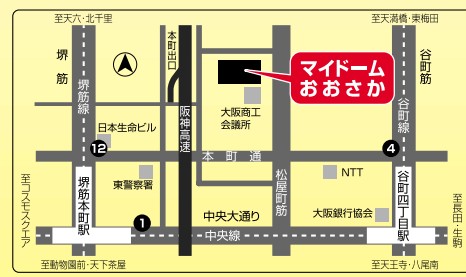 至天六・北千里
至天満橋・東梅田
堺筋
堺筋線
本町出口
谷町筋
谷町線
マイドーム
おおさか
大阪商工
会議所
阪神高速
日本生命ビル
12
4
本町通
東警察署
堺筋本町駅
松屋町筋
NTT
谷町四丁目駅
大阪銀行協会
1
中央大通り
中央線
至コスモスクエア
至長田・生駒
至動物園前・天下茶屋
至天王寺・八尾南